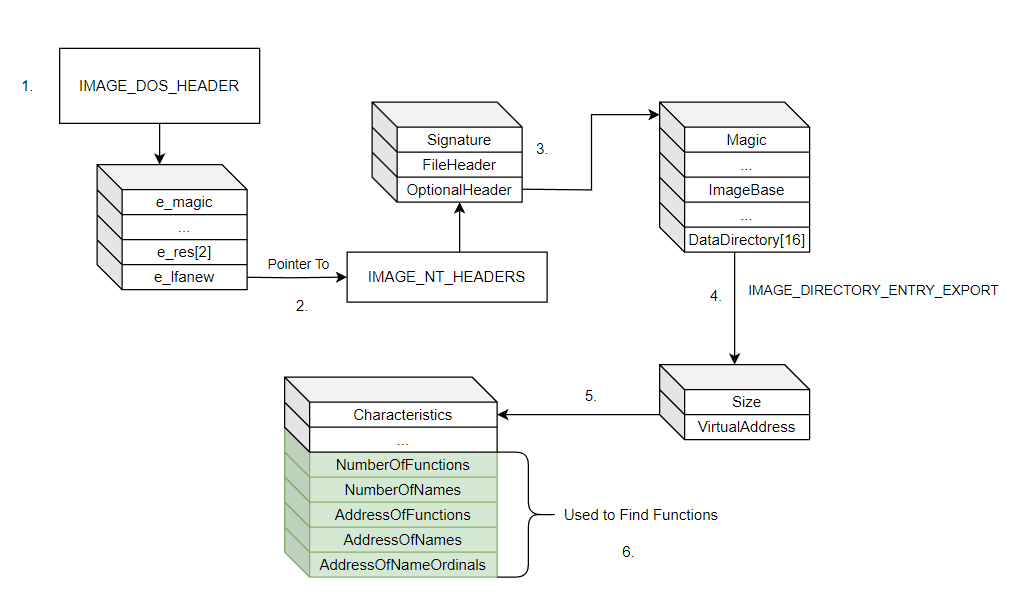 1.
IMAGE_DOS_HEADER
e_magic
...
e_res[2]
e_lfanew
Pointer To
2.
IMAGE_NT_HEADERS
Signature
FileHeader
OptionalHeader
3.
Magic
...
ImageBase
...
DataDirectory[16]
4.
IMAGE_DIRECTORY_ENTRY_EXPORT
Size
VirtualAddress
5.
Characteristics
...
NumberOfFunctions
NumberOfNames
AddressOfFunctions
AddressOfNames
AddressOfNameOrdinals
Used to Find Functions
6.